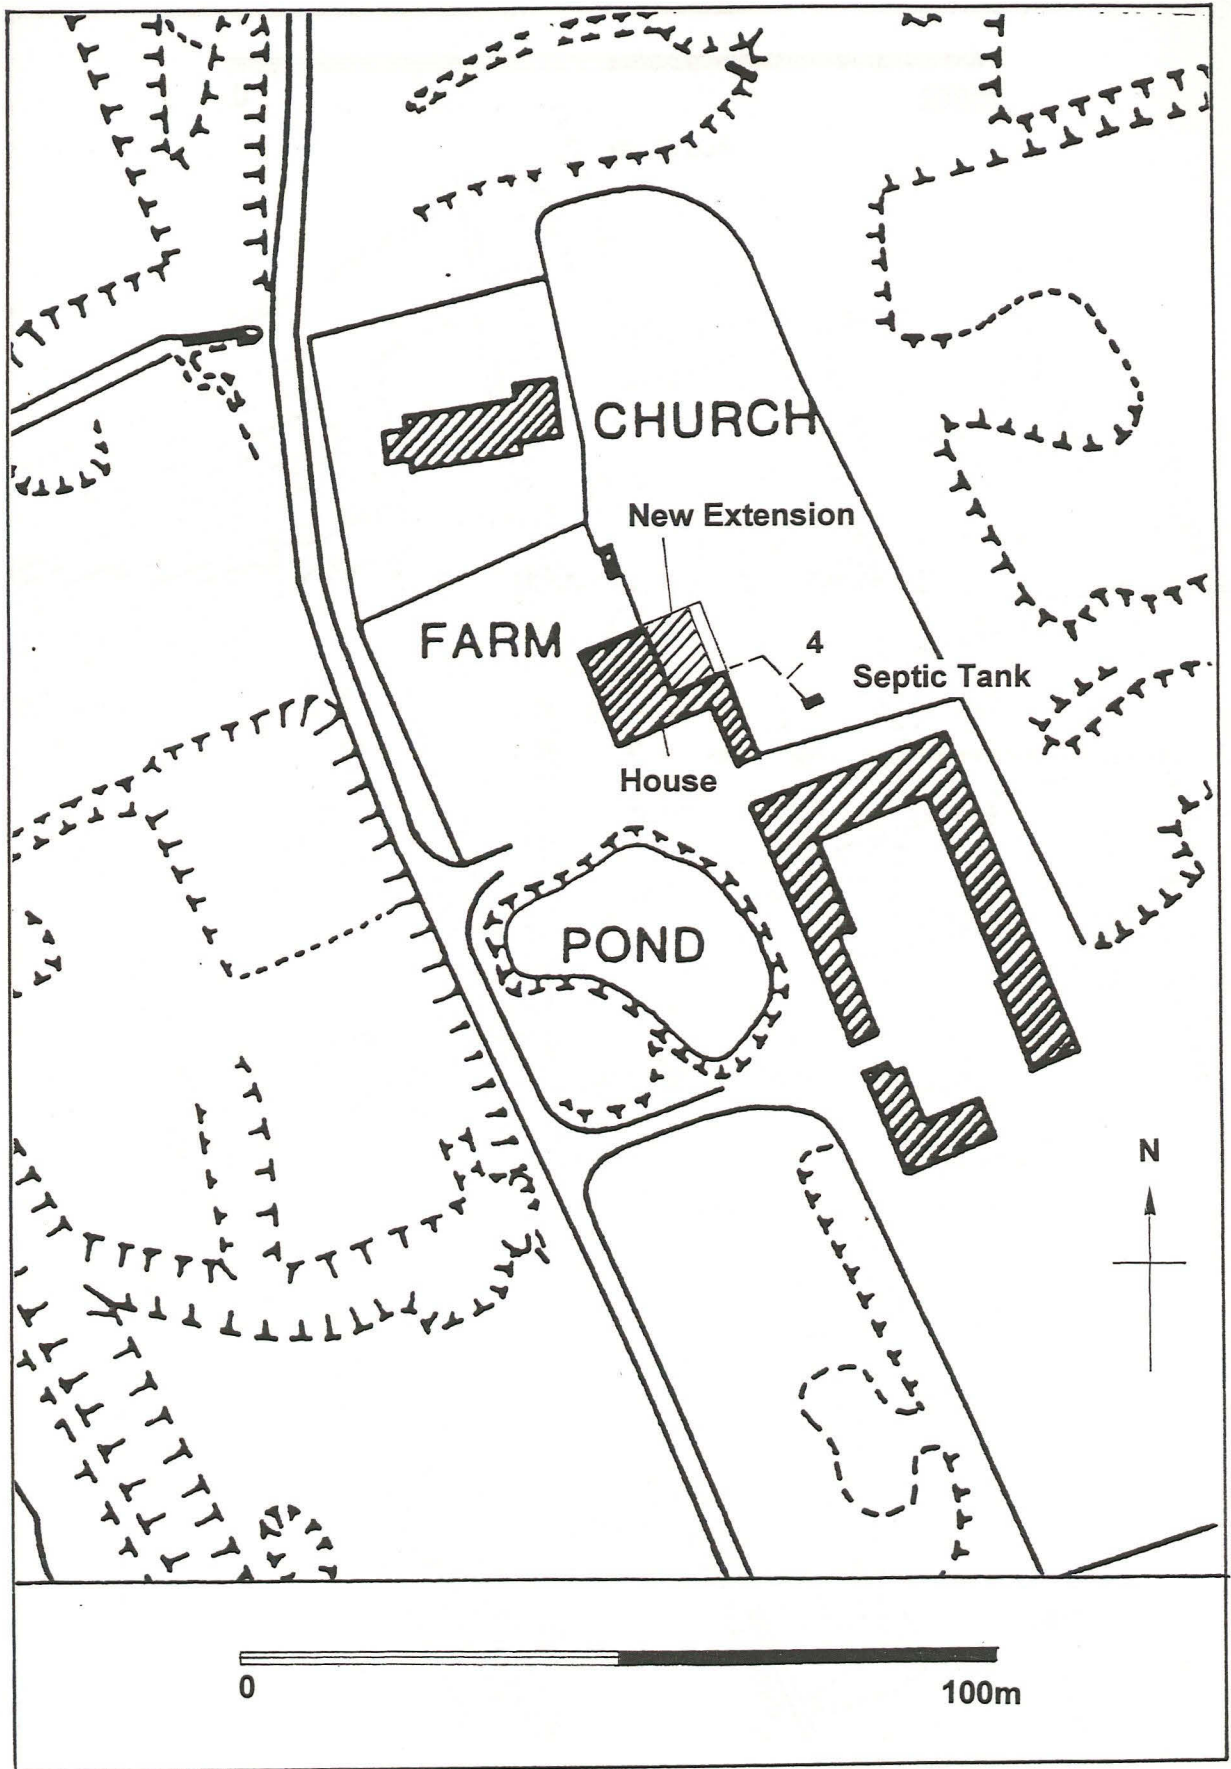 CHURCH
New Extension
FARM
4
Septic Tank
House
POND
N
0
100m